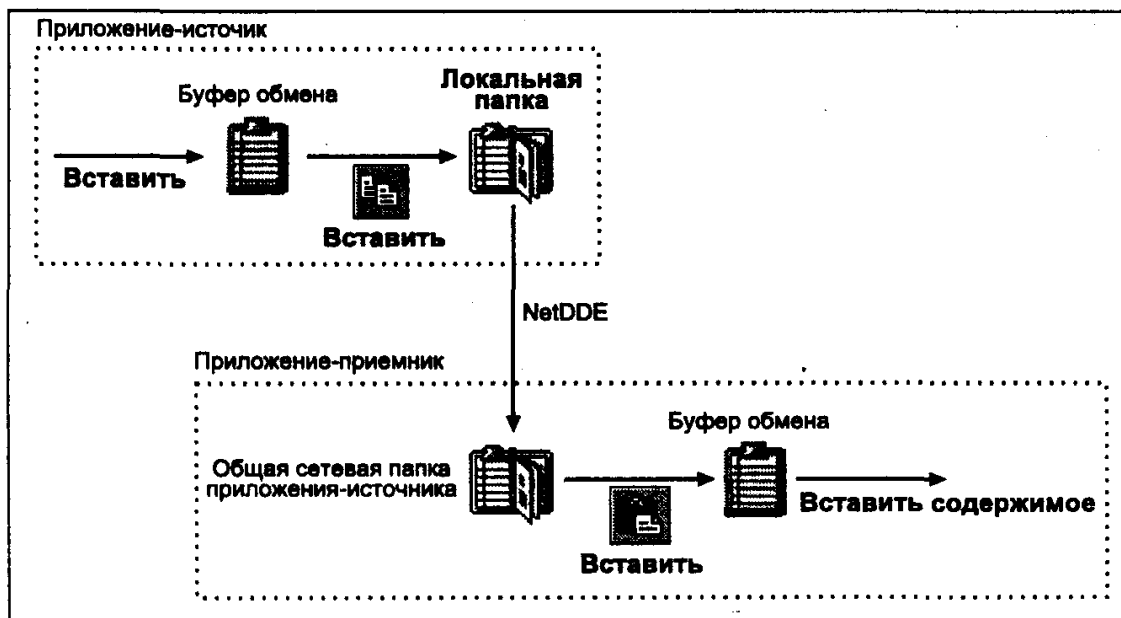 Приложение-источик
Буфер обмена
Локальная
папка
Вставить
Вставить
NetDDE
Приложение-приемник
Буфер обмена
Общая сетевая папка
приложения-источника
Вставить содержимое
Вставить